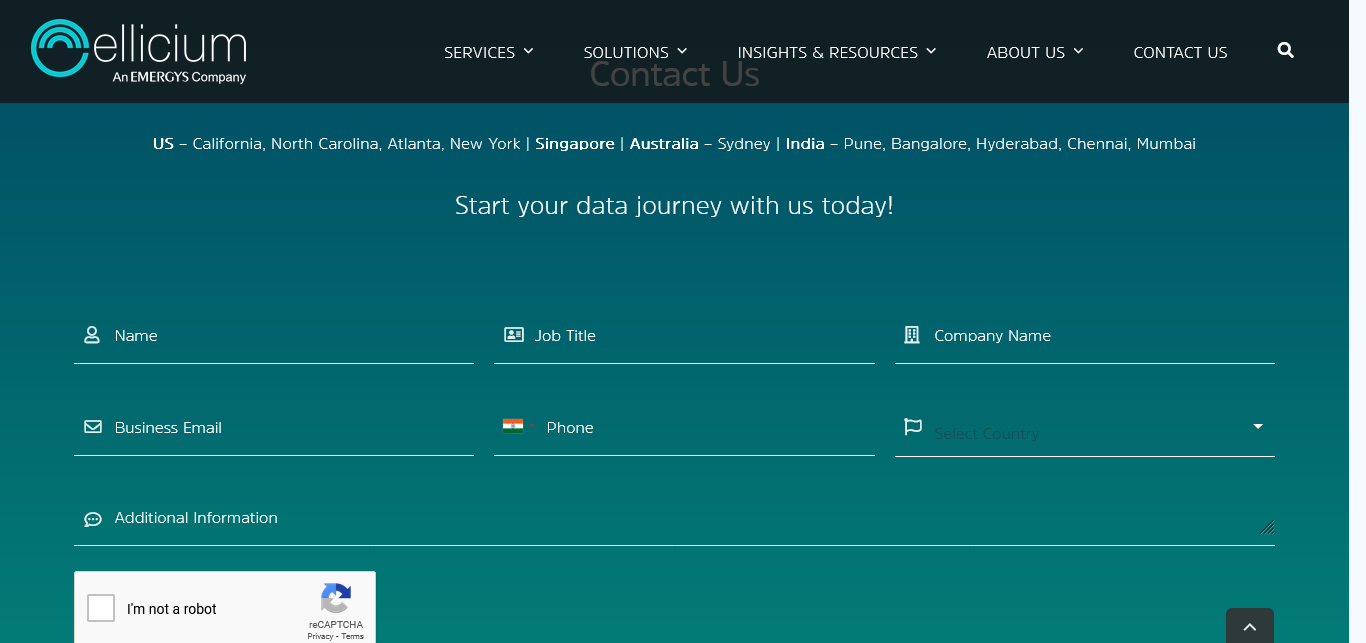 ellicium
An EMERGYS Company
SERVICES SOLUTIONS INSIGHTS & RESOURCES ABOUT US CONTACT US
Contact Us
US – California, North Carolina, Atlanta, New York | Singapore | Australia – Sydney | India – Pune, Bangalore, Hyderabad, Chennai, Mumbai
Start your data journey with us today!
Name Job Title Company Name
Business Email Phone Select Country
Additional Information
I'm not a robot
reCAPTCHA
Privacy - Terms